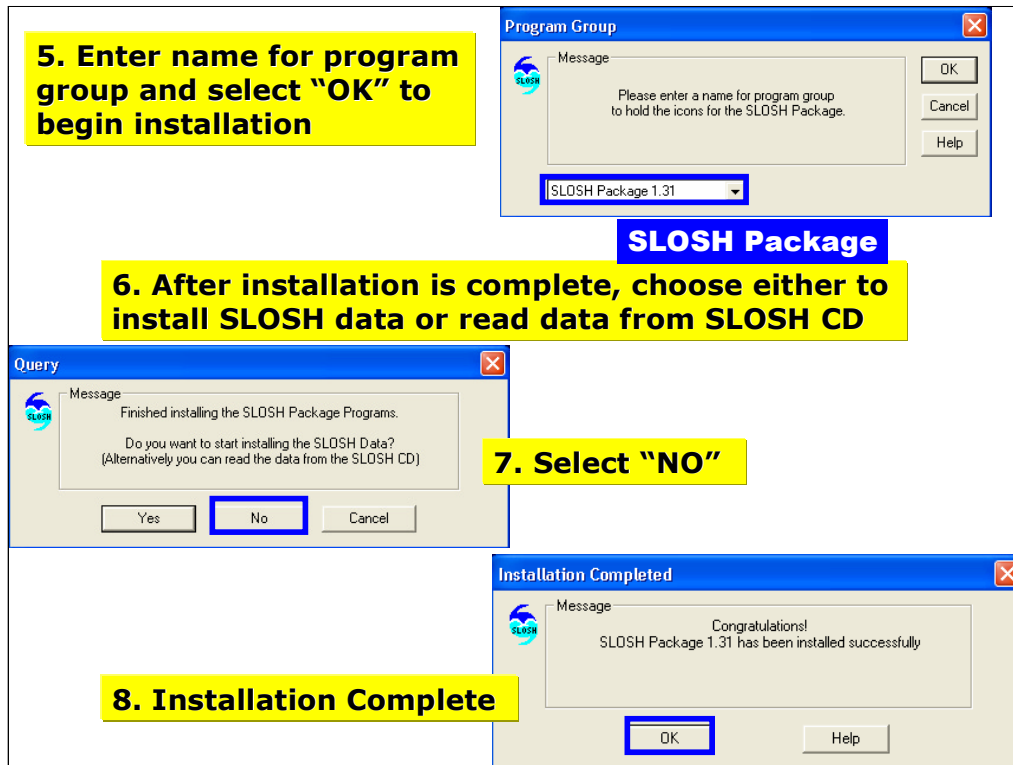 5. Enter name for program
group and select “OK” to
begin installation
Program Group
SLOSH
Message
Please enter a name for program group
to hold the icons for the SLOSH Package.
OK
Cancel
Help
SLOSH Package 1.31
SLOSH Package
6. After installation is complete, choose either to
install SLOSH data or read data from SLOSH CD
Query
SLOSH
Message
Finished installing the SLOSH Package Programs.
Do you want to start installing the SLOSH Data?
(Alternatively you can read the data from the SLOSH CD)
Yes No Cancel
7. Select “NO”
Installation Completed
SLOSH
Message
Congratulations!
SLOSH Package 1.31 has been installed successfully
8. Installation Complete
OK Help